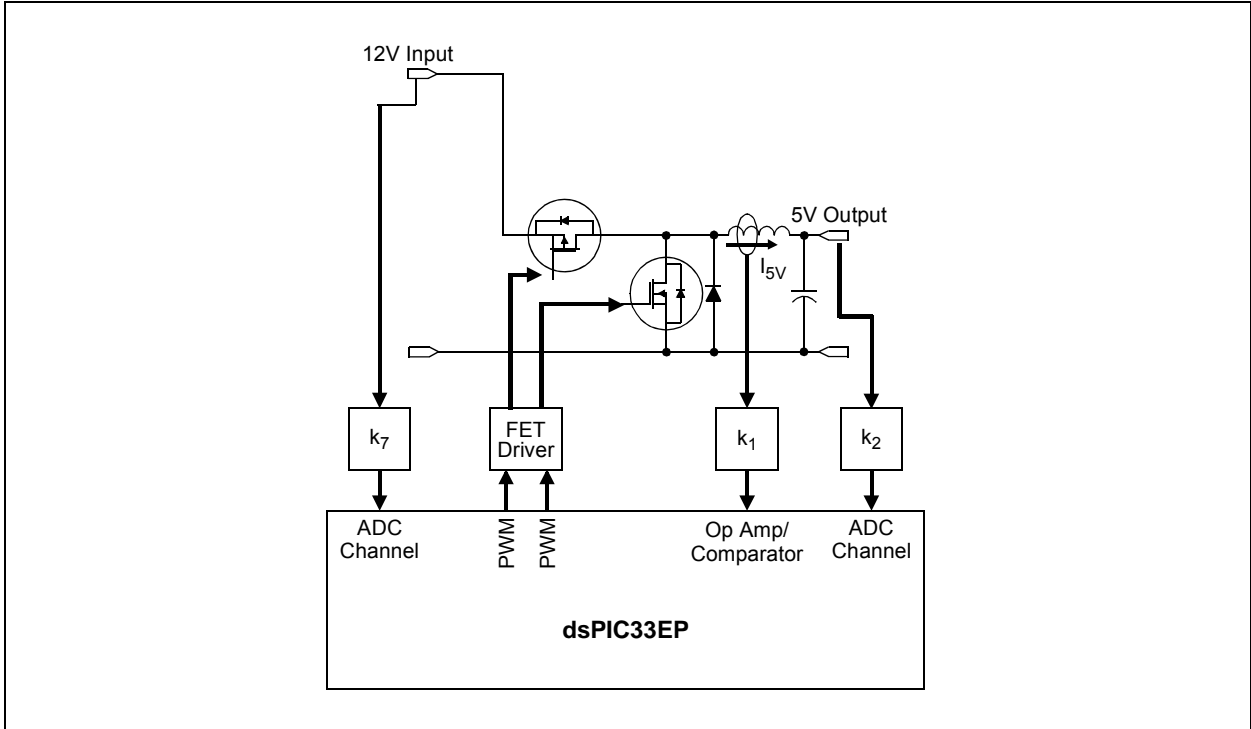 12V Input
5V Output
I5V
k7
FET
Driver
k1
k2
ADC
Channel
PWM
PWM
Op Amp/
Comparator
ADC
Channel
dsPIC33EP